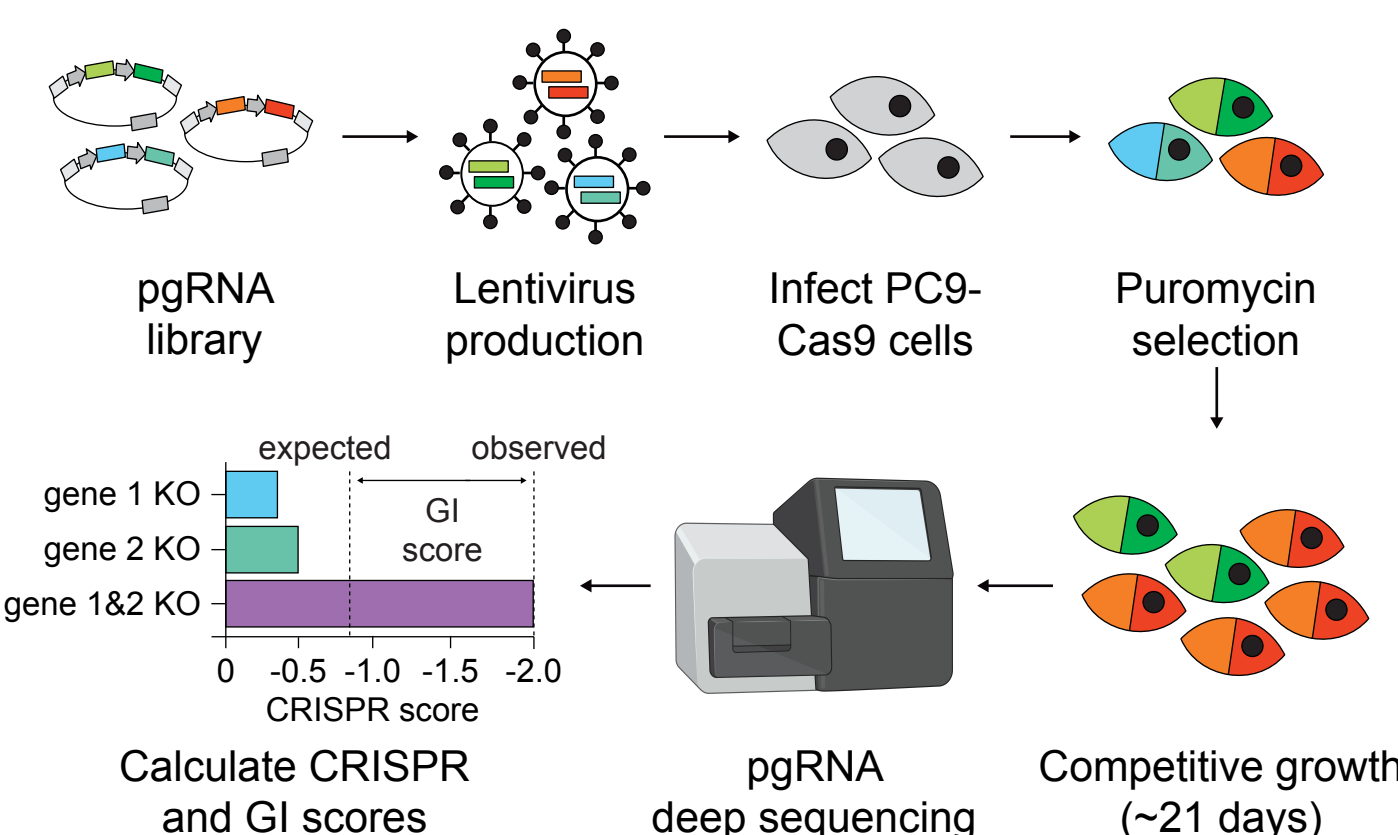 pgRNA
library
Lentivirus
production
Infect PC9-
Cas9 cells
Puromycin
selection
expected
observed
gene 1 KO
gene 2 KO
gene 1&2 KO
GI
score
0 -0.5 -1.0 -1.5 -2.0
CRISPR score
Calculate CRISPR
and GI scores
pgRNA
deep sequencing
Competitive growth
(~21 days)